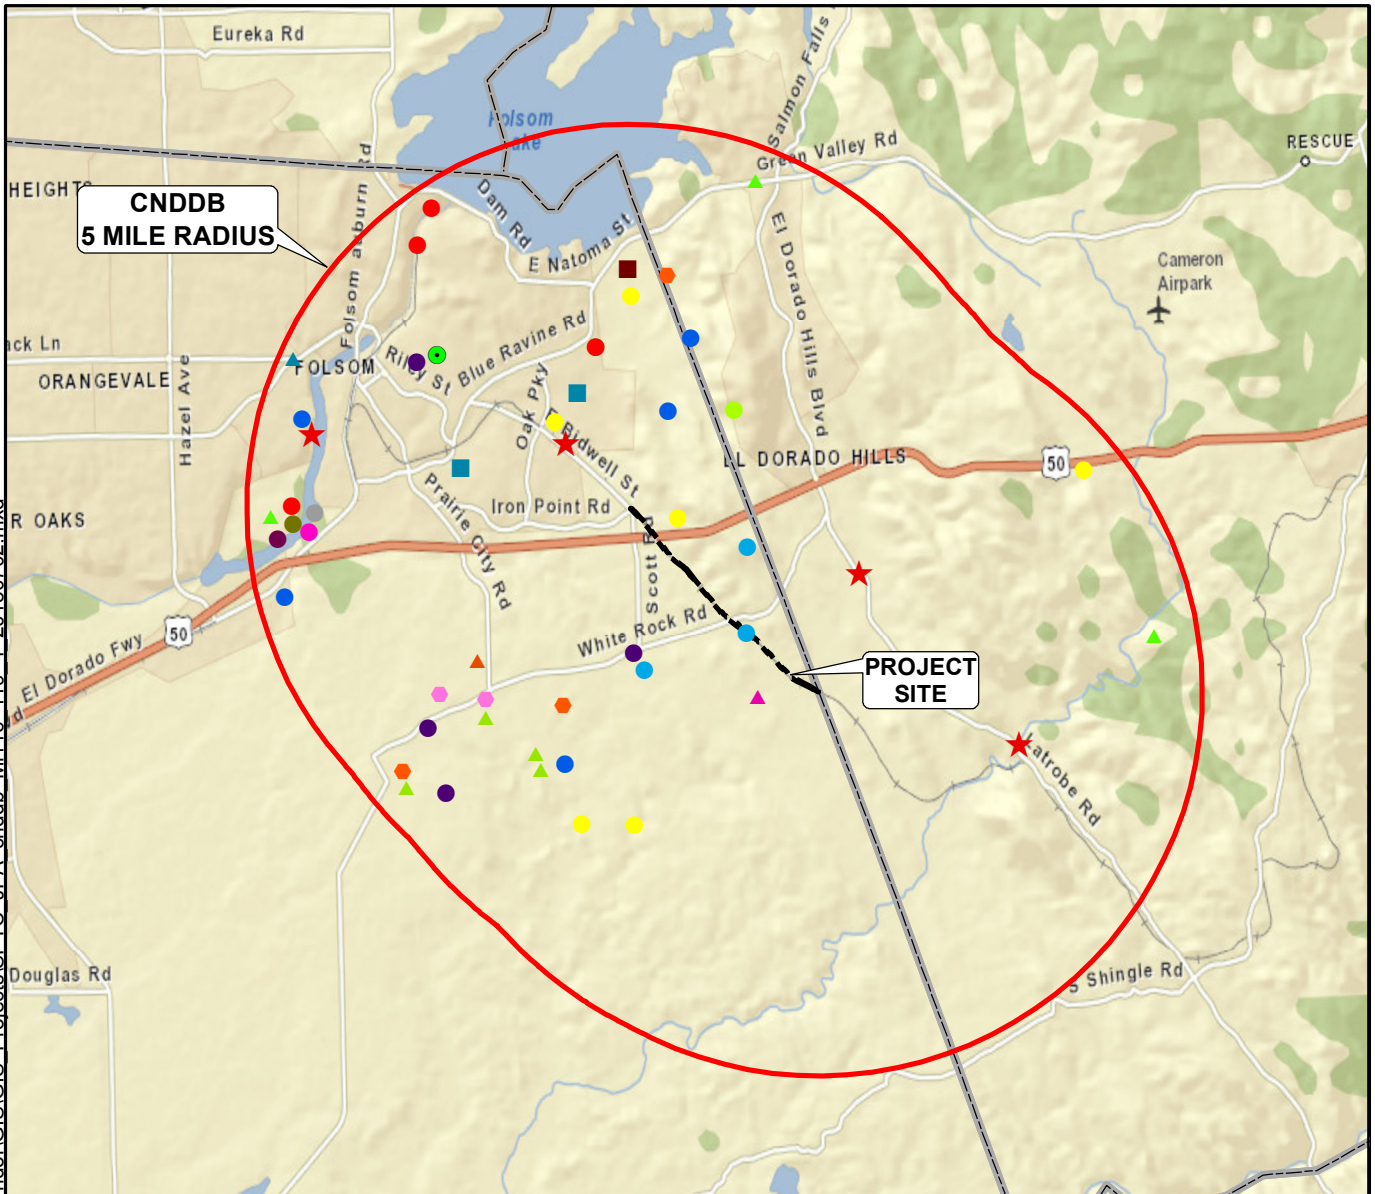 Eureka Rd
Folsom
Lake
Salmon Falls
Green Valley Rd
RESCUE
HEIGHTS
CNDDB
5 MILE RADIUS
Folsom Auburn Rd
Dam Rd
E Natoma St
El Dorado Hills Blvd
Cameron
Airpark
ack Ln
ORANGEVALE
Hazel Ave
FOLSOM
Riley St
Blue Ravine Rd
Oak Pky
E Bidwell St
EL DORADO HILLS
50
R OAKS
Prairie City Rd
Iron Point Rd
Scott Rd
White Rock Rd
50
El Dorado Fwy
vd
PROJECT
SITE
Latrobe Rd
Douglas Rd
S Shingle Rd